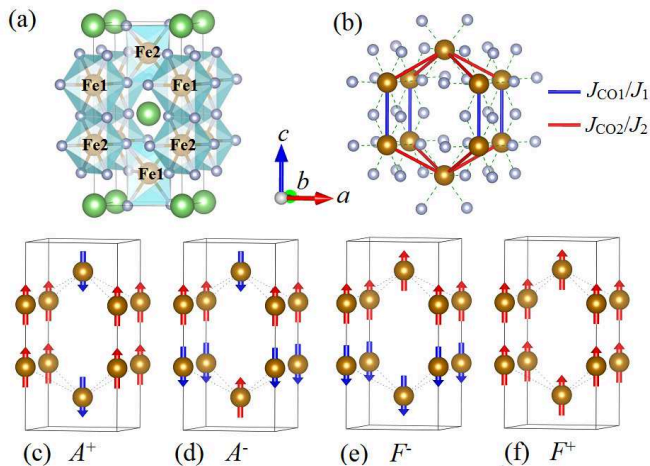 (a)
Fe2
Fe1 Fe1
Fe2 Fe2
Fe1
c
b
a
(b)
J_CO1/J_1
J_CO2/J_2
(c) A⁺
(d) A⁻
(e) F⁻
(f) F⁺